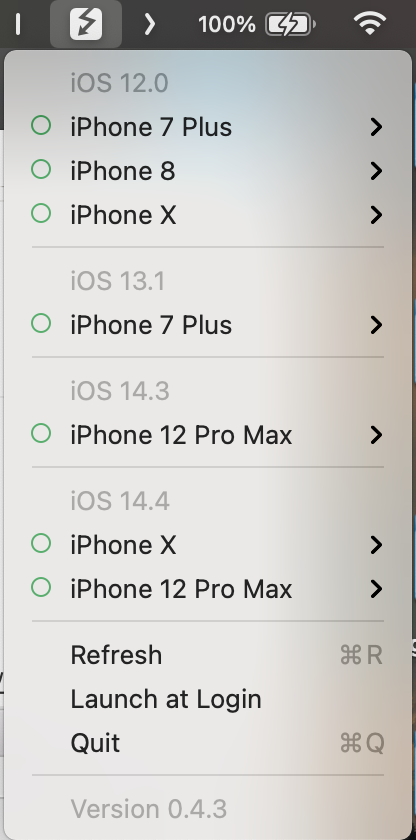 100%
iOS 12.0
iPhone 7 Plus
iPhone 8
iPhone X
iOS 13.1
iPhone 7 Plus
iOS 14.3
iPhone 12 Pro Max
iOS 14.4
iPhone X
iPhone 12 Pro Max
Refresh ⌘R
Launch at Login
Quit ⌘Q
Version 0.4.3